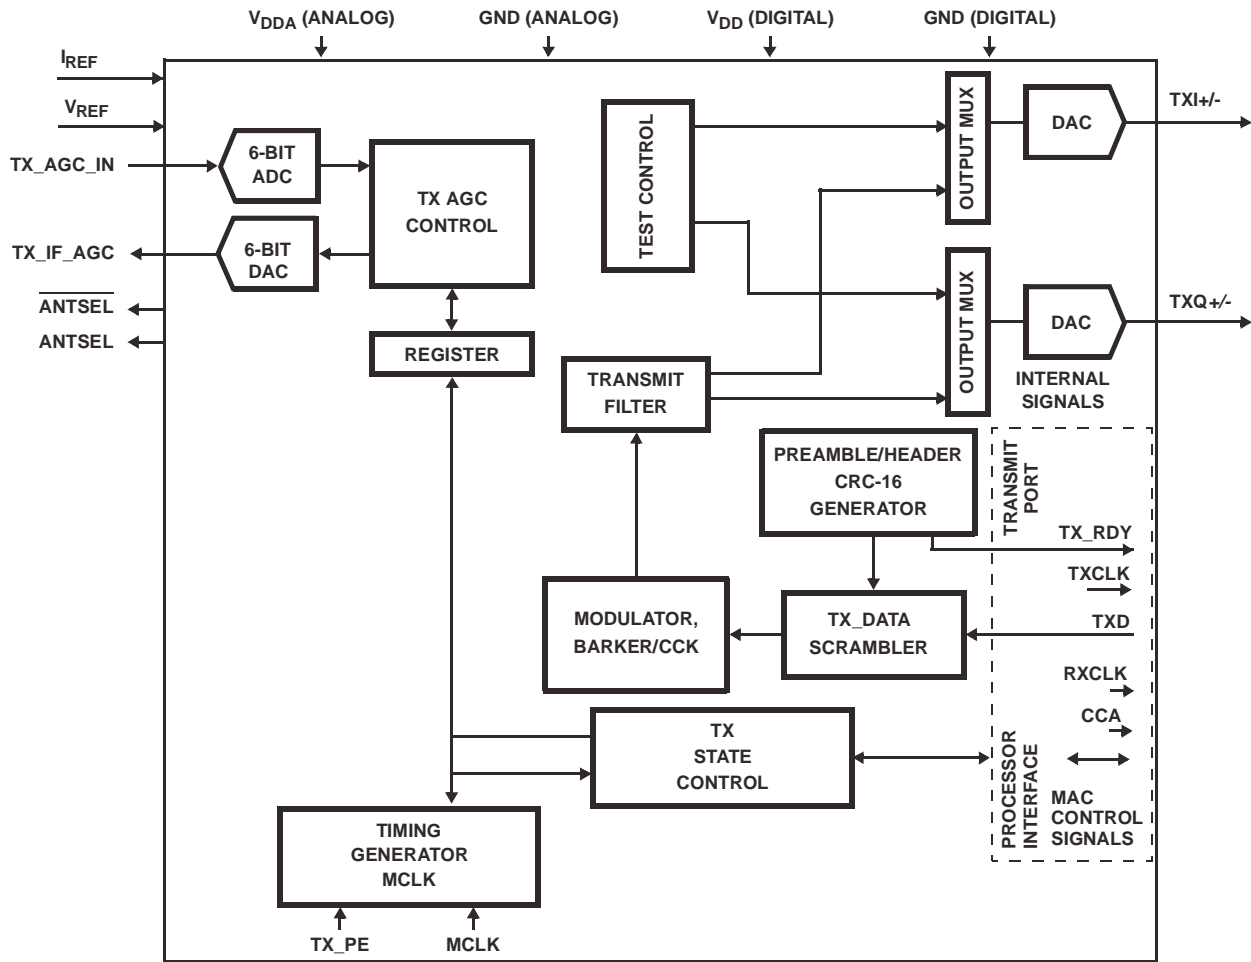 VDDA (ANALOG)
GND (ANALOG)
VDD (DIGITAL)
GND (DIGITAL)
IREF
VREF
TX_AGC_IN
TX_IF_AGC
ANTSEL
ANTSEL
6-BIT
ADC
6-BIT
DAC
TX AGC
CONTROL
REGISTER
TEST CONTROL
OUTPUT MUX
DAC
TXI+/-
OUTPUT MUX
DAC
TXQ+/-
INTERNAL
SIGNALS
TRANSMIT
FILTER
PREAMBLE/HEADER
CRC-16
GENERATOR
TRANSMIT
PORT
TX_RDY
TXCLK
TXD
MODULATOR,
BARKER/CCK
TX_DATA
SCRAMBLER
RXCLK
CCA
TX
STATE
CONTROL
PROCESSOR
INTERFACE
MAC
CONTROL
SIGNALS
TIMING
GENERATOR
MCLK
TX_PE
MCLK